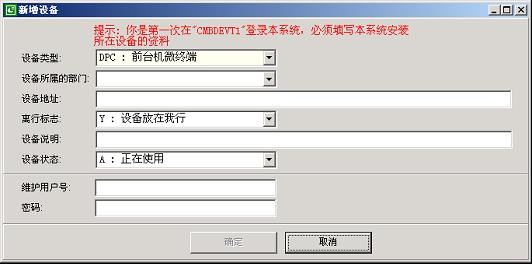 新增设备
提示: 你是第一次在"CMBDEVT1"登录本系统，必须填写本系统安装
所在设备的资料
设备类型: DPC : 前台机微终端
设备所属的部门:
设备地址:
离行标志: Y : 设备放在我行
设备说明:
设备状态: A : 正在使用
维护用户号:
密码:
确定 取消